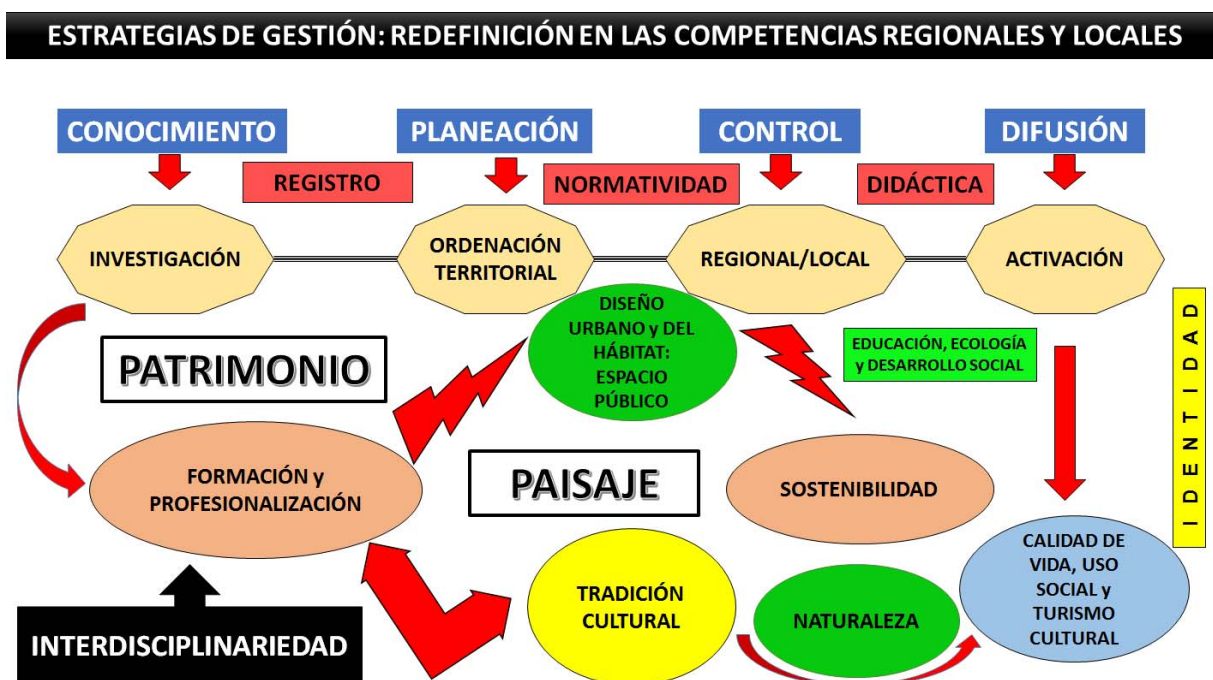 ESTRATEGIAS DE GESTIÓN: REDEFINICIÓN EN LAS COMPETENCIAS REGIONALES Y LOCALES
CONOCIMIENTO
PLANEACIÓN
CONTROL
DIFUSIÓN
REGISTRO
NORMATIVIDAD
DIDÁCTICA
INVESTIGACIÓN
ORDENACIÓN
TERRITORIAL
REGIONAL/LOCAL
ACTIVACIÓN
DISEÑO
URBANO y DEL
HÁBITAT:
ESPACIO
PÚBLICO
EDUCACIÓN, ECOLOGÍA
y DESARROLLO SOCIAL
IDENTIDAD
PATRIMONIO
FORMACIÓN y
PROFESIONALIZACIÓN
PAISAJE
SOSTENIBILIDAD
CALIDAD DE
VIDA, USO
SOCIAL y
TURISMO
CULTURAL
TRADICIÓN
CULTURAL
NATURALEZA
INTERDISCIPLINARIEDAD